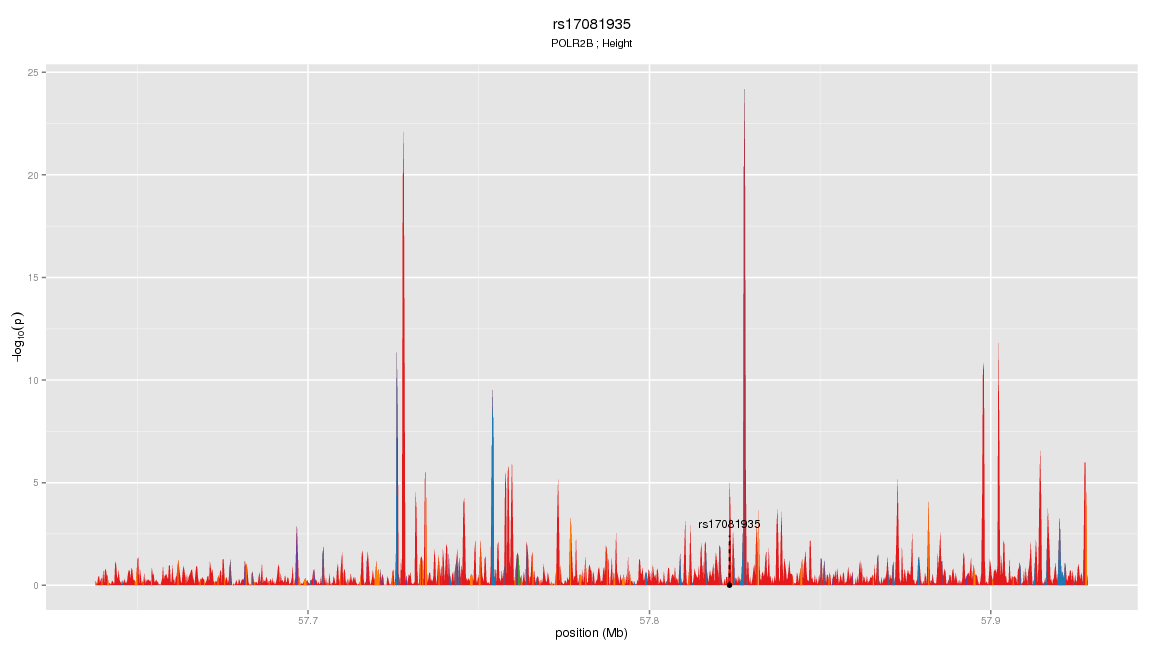 rs17081935
POLR2B ; Height
25
20
15
10
5
0
−log10(p)
rs17081935
57.7
57.8
57.9
position (Mb)